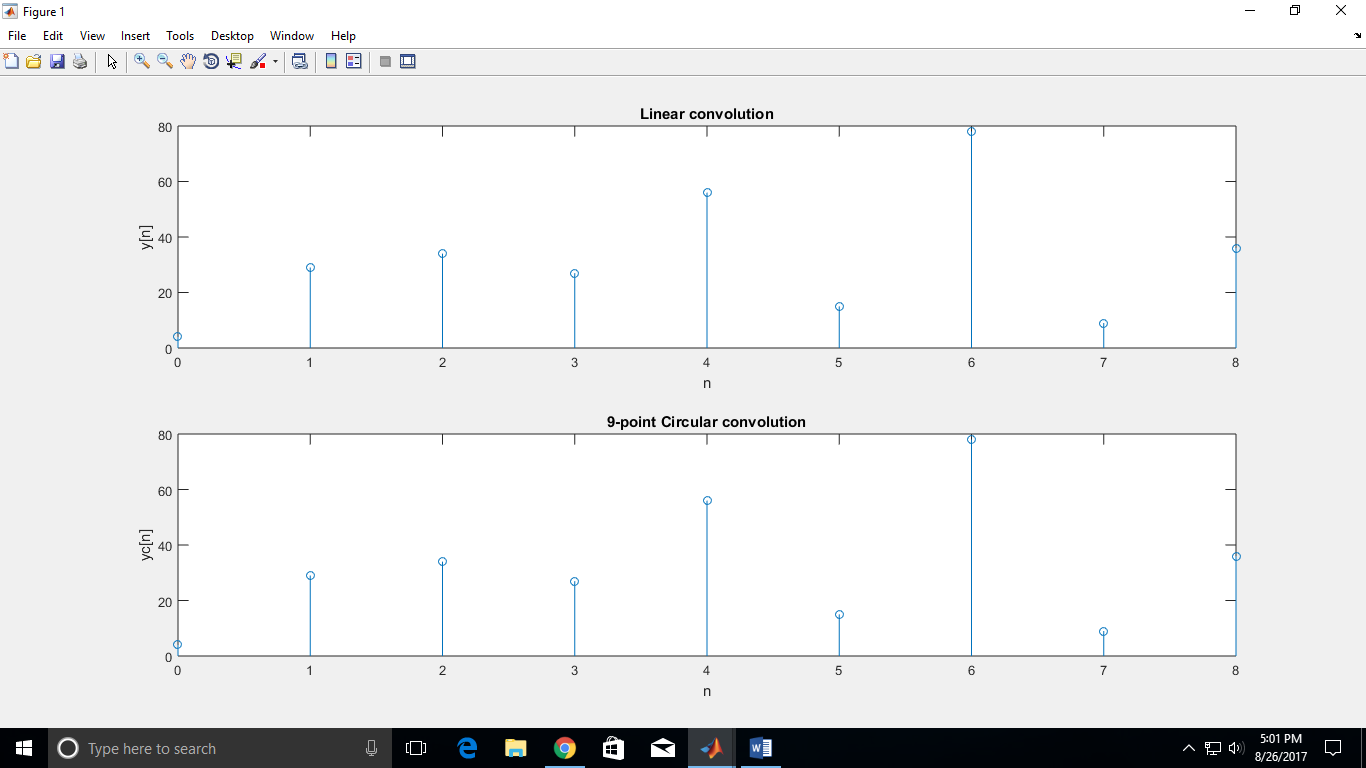 Figure 1
File Edit View Insert Tools Desktop Window Help
Linear convolution
80
60
40
20
0
y[n]
0 1 2 3 4 5 6 7 8
n
9-point Circular convolution
80
60
40
20
0
yc[n]
0 1 2 3 4 5 6 7 8
n
Type here to search
5:01 PM
8/26/2017